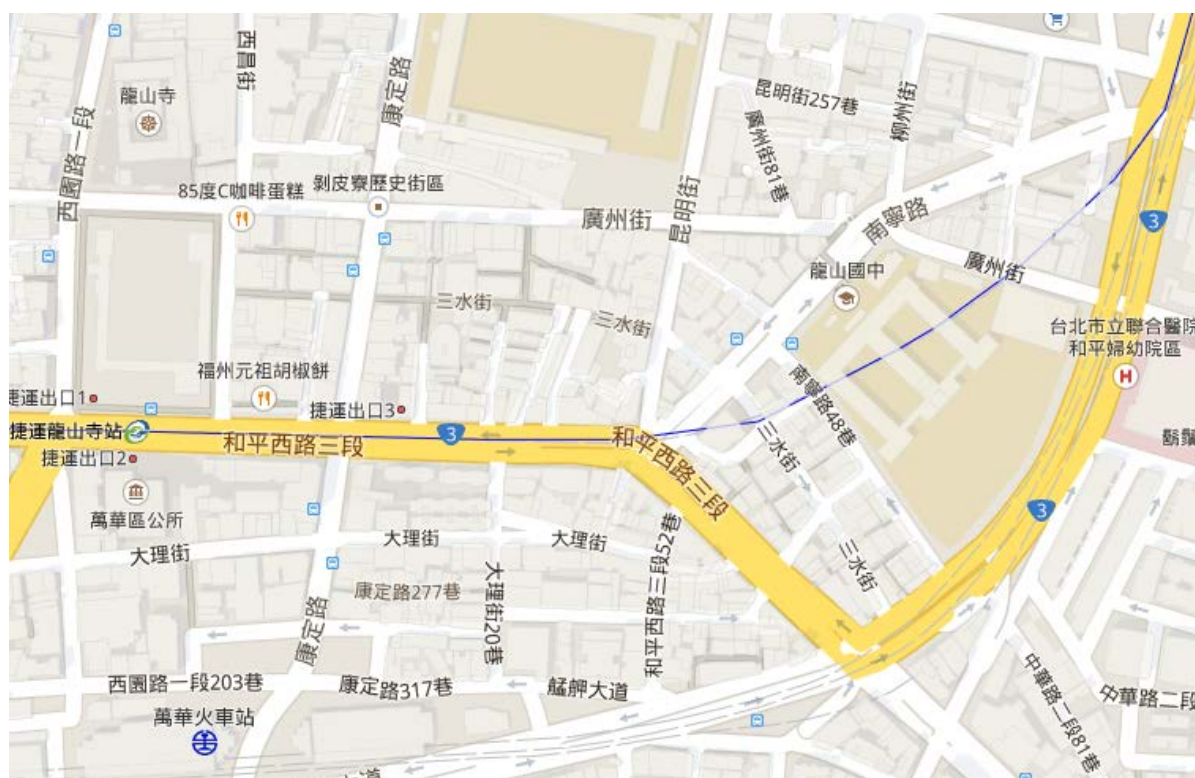 西昌街
龍山寺
康定路
昆明街257巷
柳州街
廣州街81巷
西園路一段
85度C咖啡蛋糕
剝皮寮歷史街區
廣州街
昆明街
南寧路
3
廣州街
龍山國中
三水街
三水街
台北市立聯合醫院
和平婦幼院區
H
福州元祖胡椒餅
南寧路48巷
捷運出口1
捷運出口3
捷運龍山寺站
和平西路三段
3
和平西路三段
三水街
捷運出口2
萬華區公所
3
大理街
大理街
大理街
和平西路三段52巷
三水街
康定路277巷
大理街20巷
康定路
西園路一段203巷
康定路317巷
艋舺大道
中華路二段81巷
中華路二段
萬華火車站